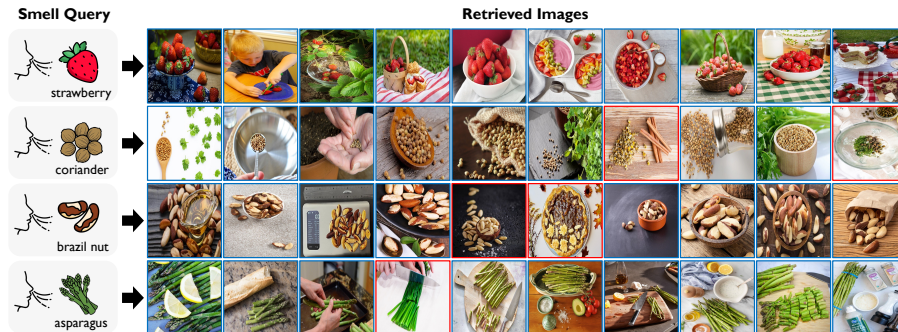 Smell Query
Retrieved Images
strawberry
coriander
brazil nut
asparagus